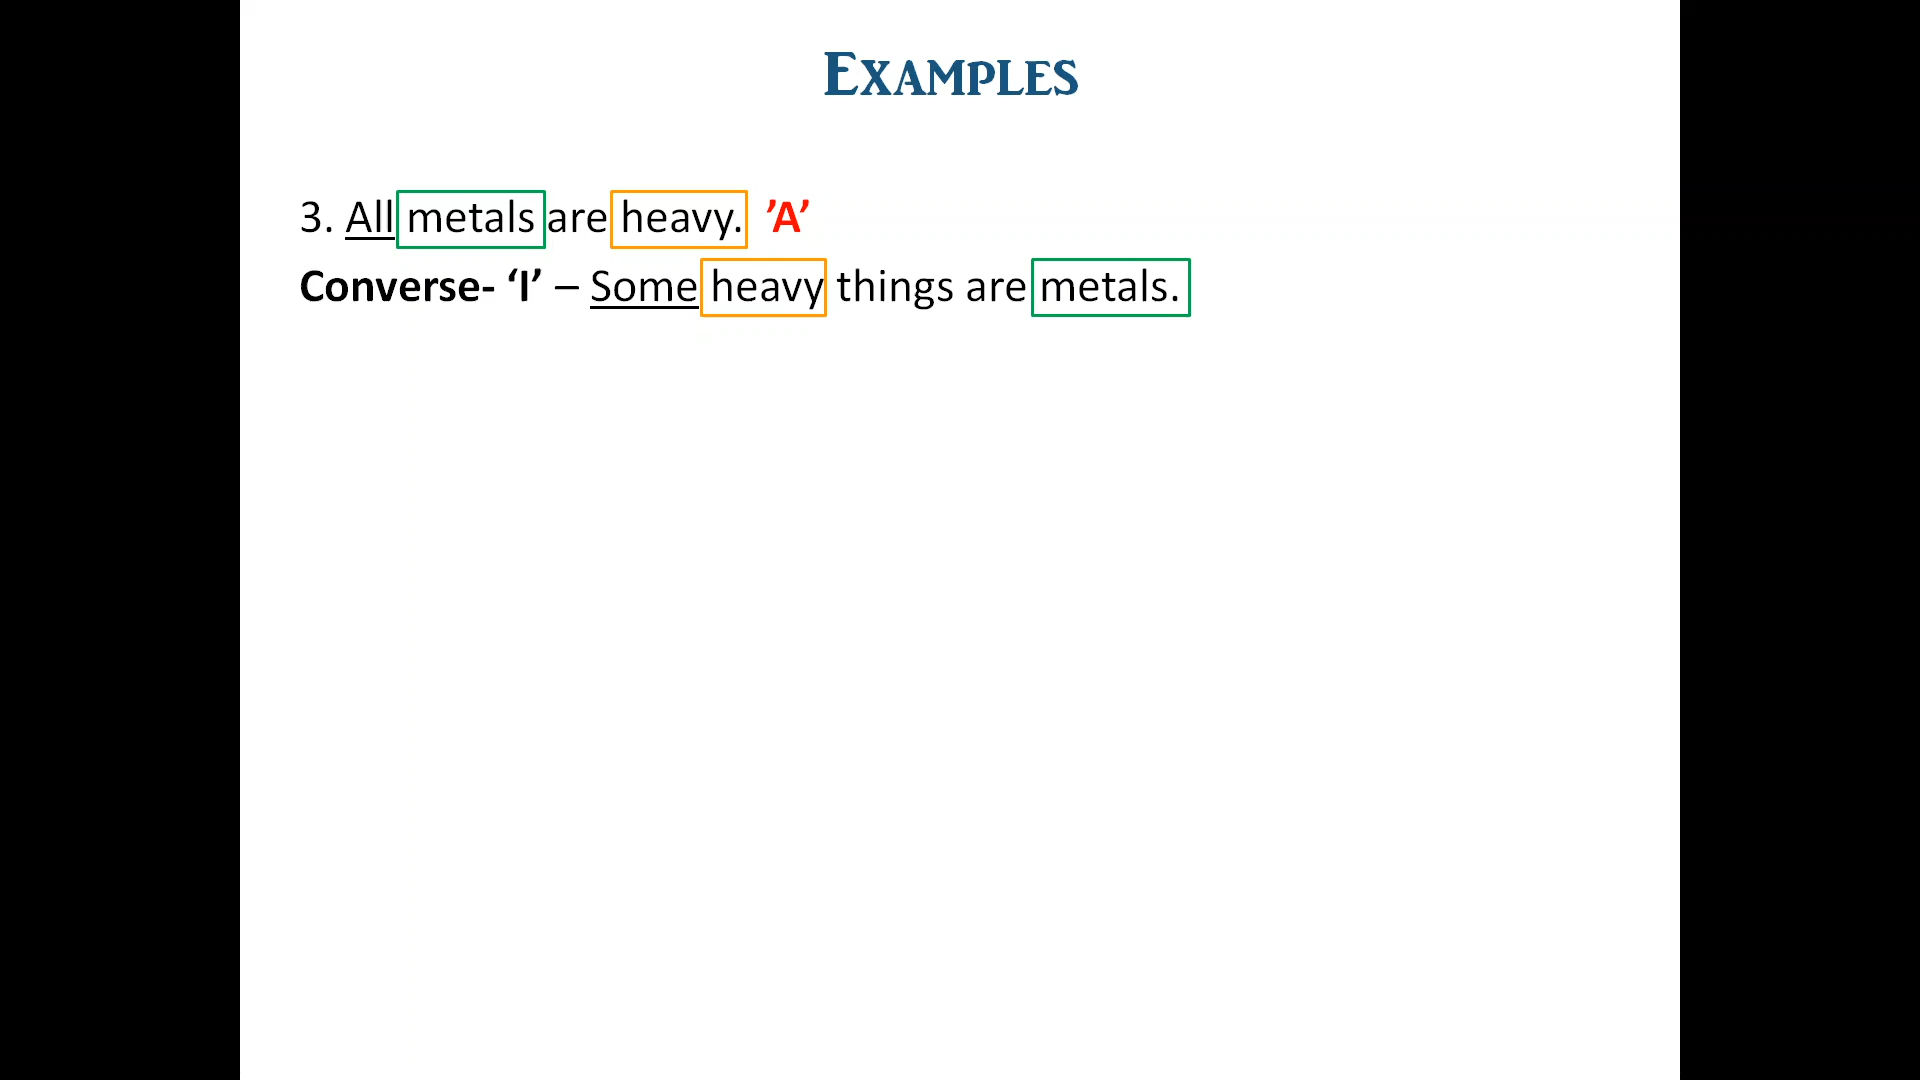 EXAMPLES
3. All metals are heavy. ’A’
Converse- ‘I’ – Some heavy things are metals.